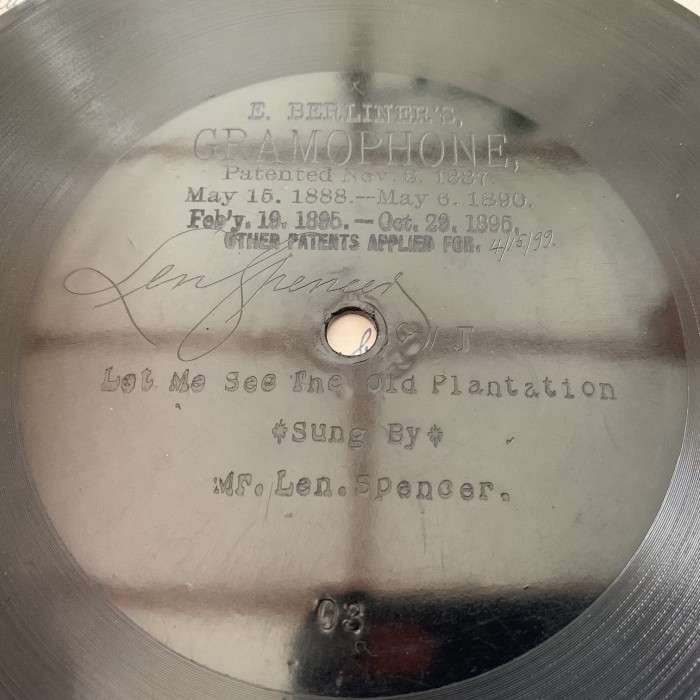 E. BERLINER'S,
GRAMOPHONE,
Patented Nov. 8. 1887.
May 15. 1888.--May 6. 1890.
Feb'y. 19. 1895.--Oct. 29. 1895.
OTHER PATENTS APPLIED FOR. 4/15/99.
Len Spencer
G"J
Let Me See The Old Plantation
*Sung By*
Mr. Len. Spencer.
03